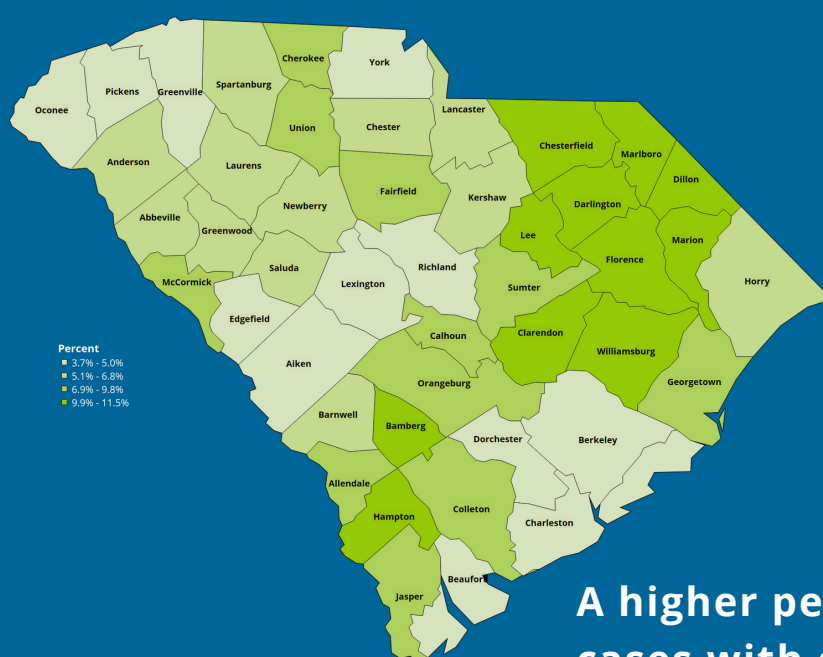 Cherokee
York
Spartanburg
Pickens
Greenville
Oconee
Lancaster
Union
Chester
Chesterfield
Marlboro
Anderson
Laurens
Dillon
Fairfield
Kershaw
Darlington
Newberry
Abbeville
Greenwood
Lee
Marion
Florence
Saluda
Richland
McCormick
Lexington
Sumter
Horry
Edgefield
Calhoun
Clarendon
Williamsburg
Aiken
Orangeburg
Georgetown
Percent
3.7% - 5.0%
5.1% - 6.8%
6.9% - 9.8%
9.9% - 11.5%
Barnwell
Bamberg
Dorchester
Berkeley
Allendale
Colleton
Hampton
Charleston
Beaufort
Jasper
A higher pe